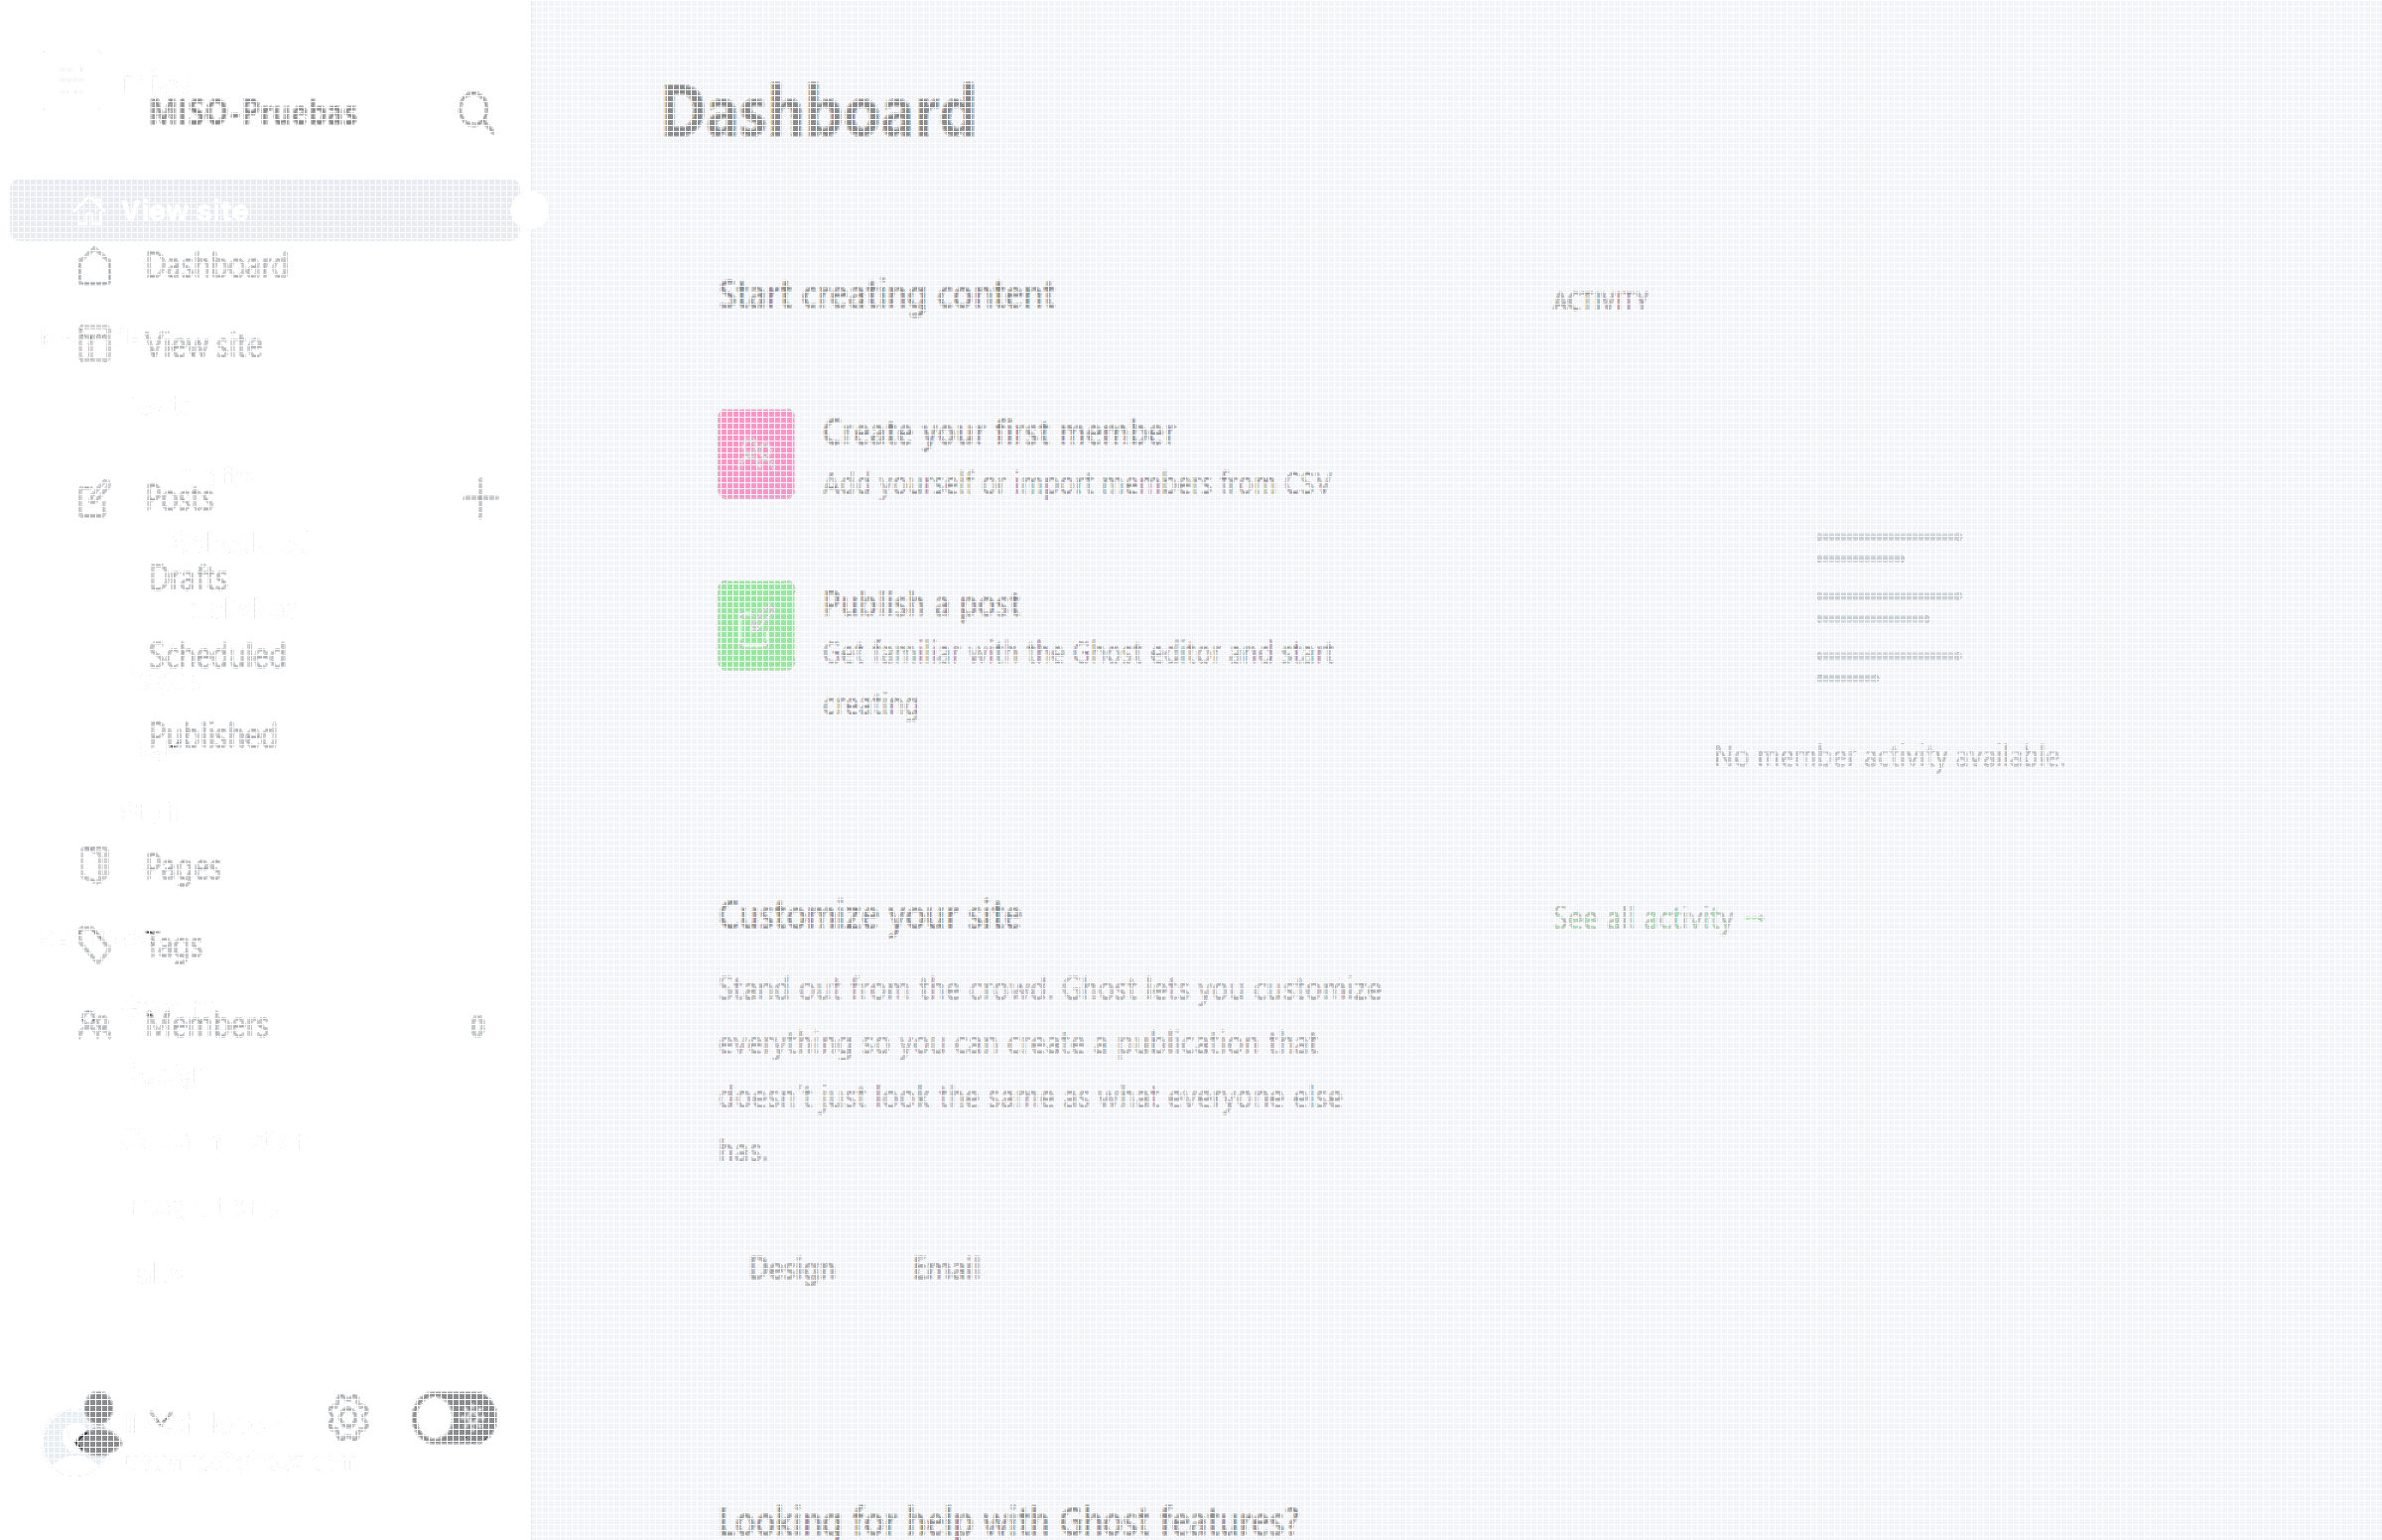 MISO-Pruebas
View site
Dashboard
View site
Posts
Drafts
Scheduled
Published
Pages
Tags
Members 0
Dashboard
Start creating content
Create your first member
Add yourself or import members from CSV
Publish a post
Get familiar with the Ghost editor and start
creating
Customize your site
Stand out from the crowd. Ghost lets you customize
everything so you can create a publication that
doesn't just look the same as what everyone else
has.
Design Email
Looking for help with Ghost features?
ACTIVITY
No member activity available.
See all activity →